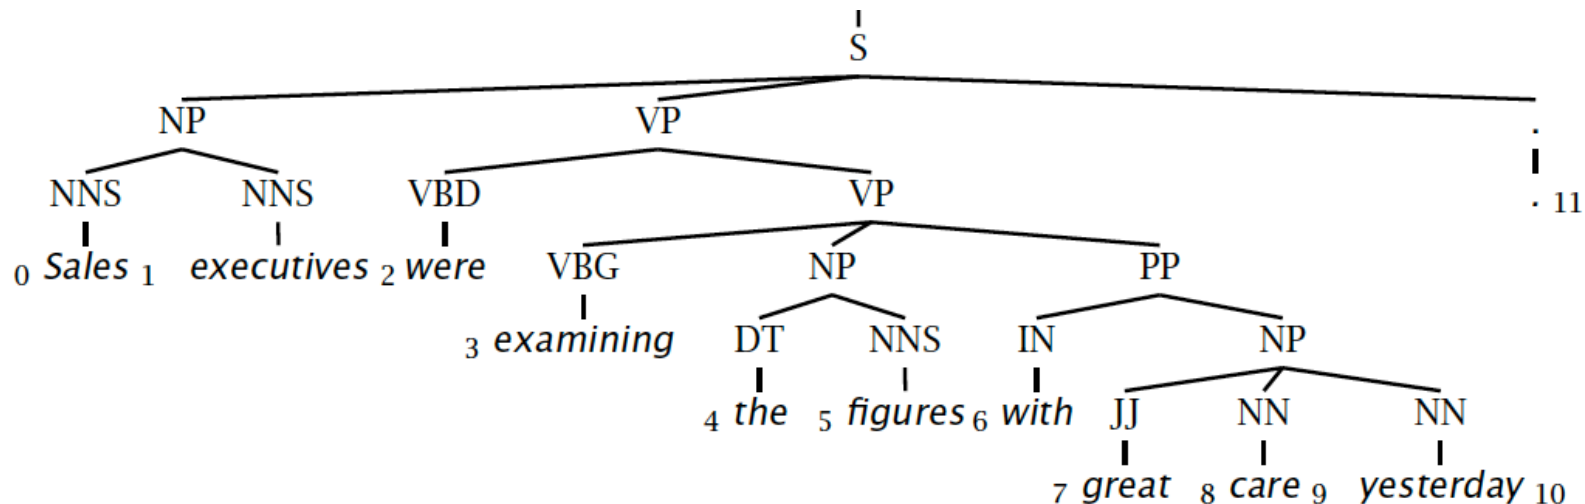 S
NP VP .
NNS NNS VBD VP . 11
0 Sales 1 executives 2 were VBG NP PP
3 examining DT NNS IN NP
4 the 5 figures 6 with JJ NN NN
7 great 8 care 9 yesterday 10